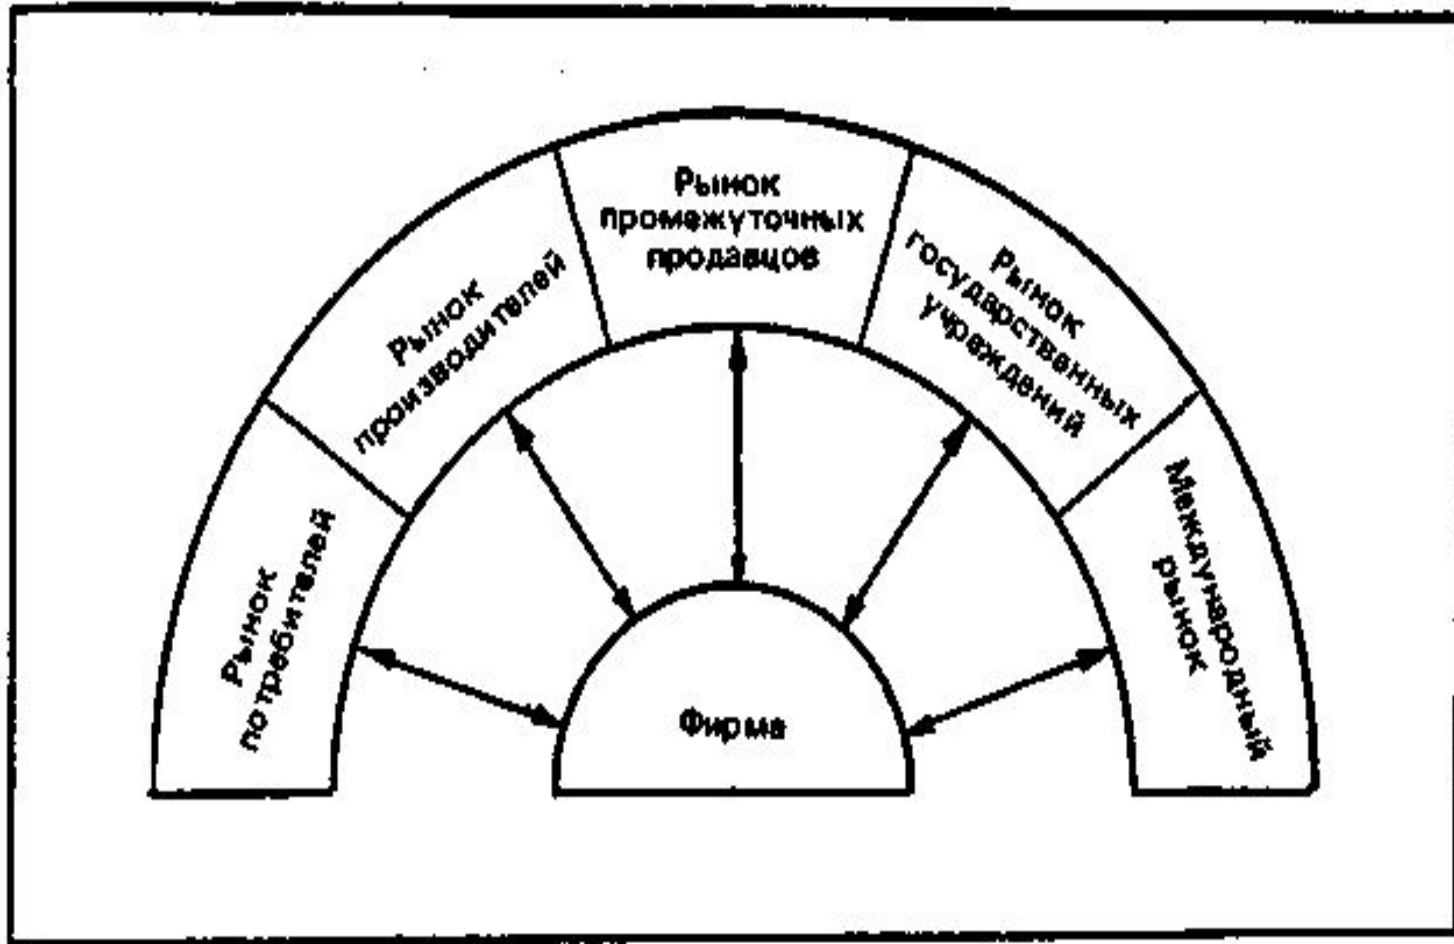 Рынок
потребителей
Рынок
производителей
Рынок
промежуточных
продавцов
Рынок
государственных
учреждений
Международный
рынок
Фирма